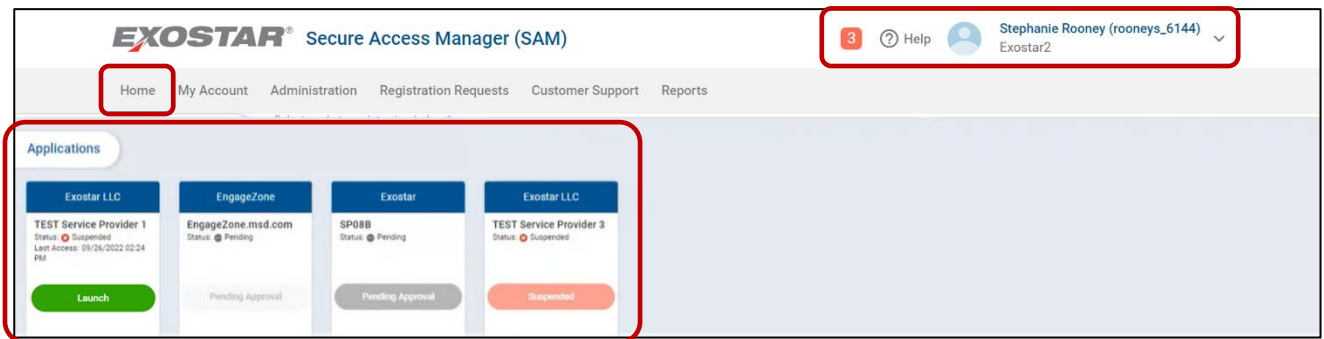 EXOSTAR® Secure Access Manager (SAM)
3 Help Stephanie Rooney (rooneys_6144)
Exostar2
Home My Account Administration Registration Requests Customer Support Reports
Applications
Exostar LLC
TEST Service Provider 1
Status: Suspended
Last Access: 09/26/2022 02:24
PM
Launch
EngageZone
EngageZone.msd.com
Status: Pending
Pending Approval
Exostar
SP08B
Status: Pending
Pending Approval
Exostar LLC
TEST Service Provider 3
Status: Suspended
Suspended